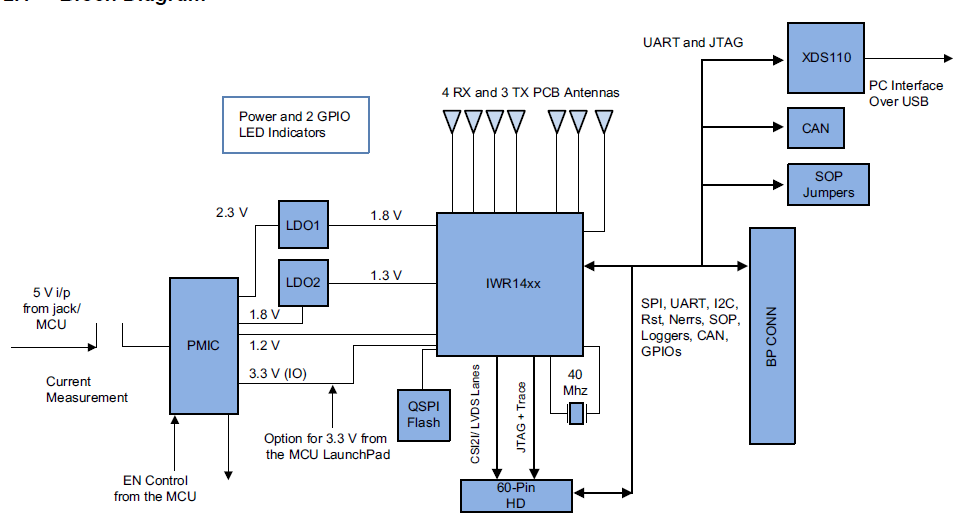 UART and JTAG
XDS110
PC Interface
Over USB
4 RX and 3 TX PCB Antennas
Power and 2 GPIO
LED Indicators
CAN
SOP
Jumpers
2.3 V
LDO1
1.8 V
IWR14xx
LDO2
1.3 V
5 V i/p
from jack/
MCU
1.8 V
PMIC
1.2 V
3.3 V (IO)
SPI, UART, I2C,
Rst, Nerrs, SOP,
Loggers, CAN,
GPIOs
BP CONN
Current
Measurement
QSPI
Flash
CSI2I/ LVDS Lanes
JTAG + Trace
40
Mhz
Option for 3.3 V from
the MCU LaunchPad
EN Control
from the MCU
60-Pin
HD